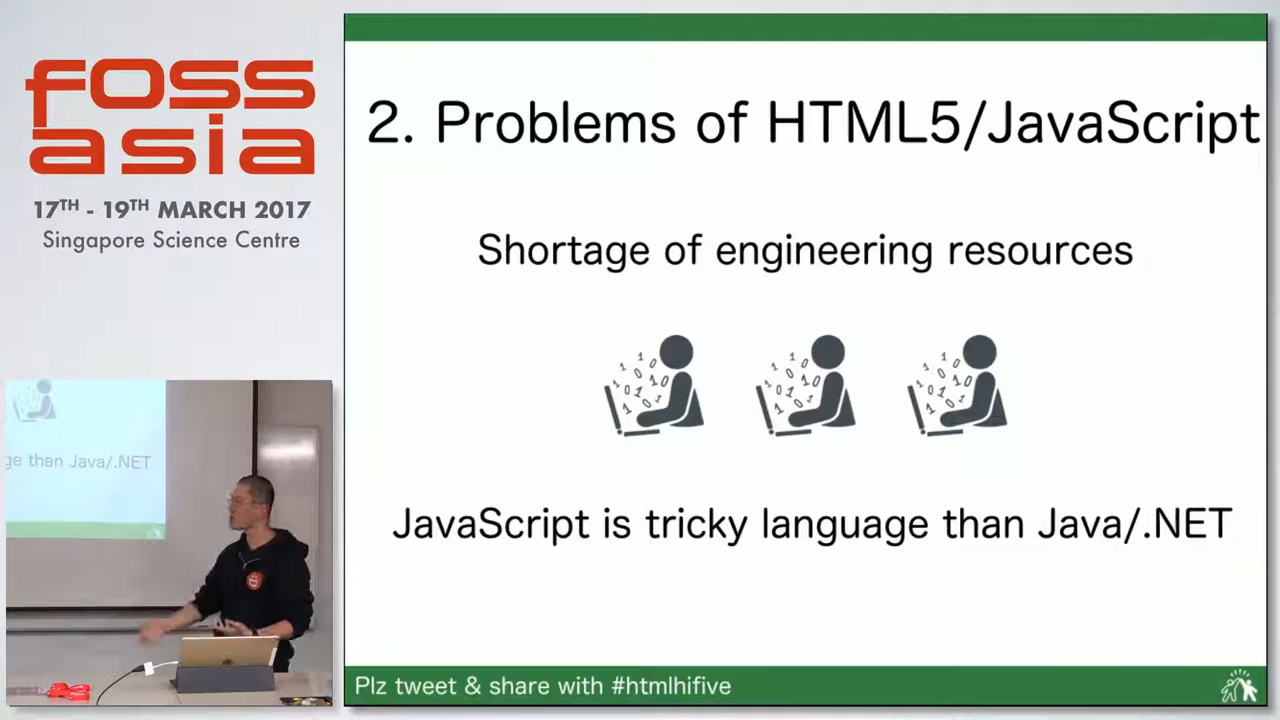 foss
asia
17TH - 19TH MARCH 2017
Singapore Science Centre
2. Problems of HTML5/JavaScript
Shortage of engineering resources
JavaScript is tricky language than Java/.NET
ge than Java/.NET
Plz tweet & share with #htmlhifive